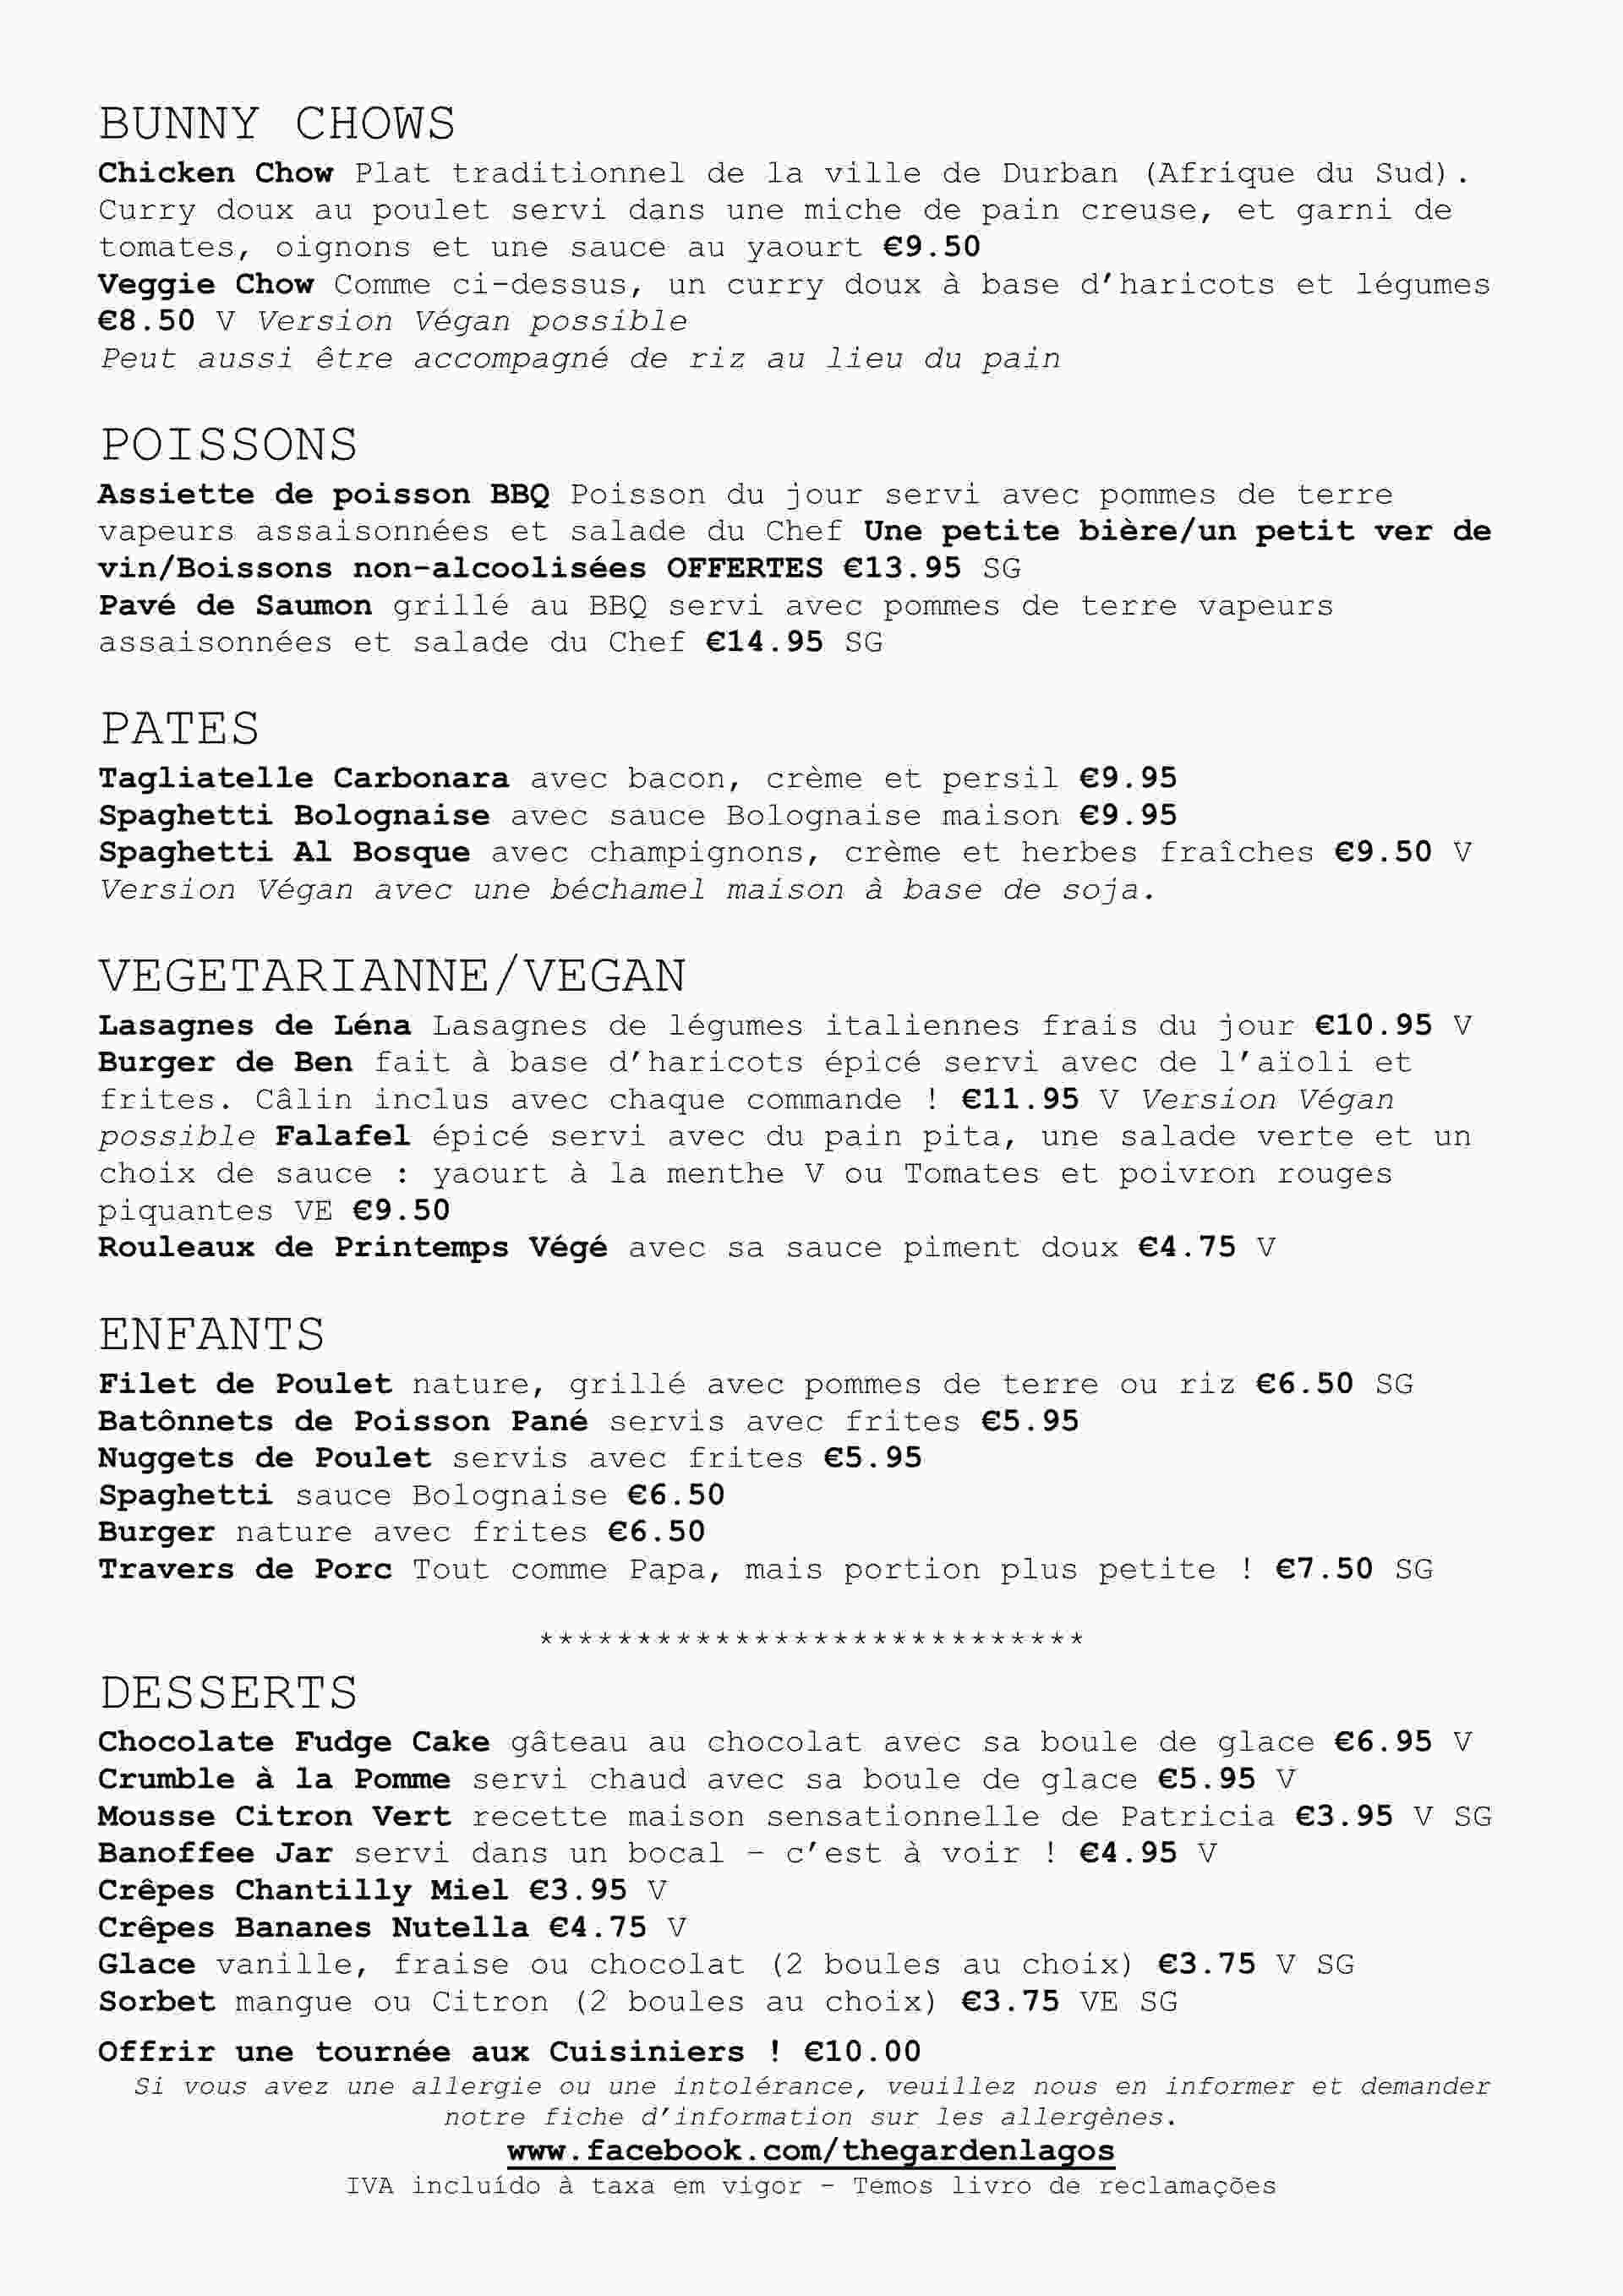 BUNNY CHOWS
Chicken Chow Plat traditionnel de la ville de Durban (Afrique du Sud).
Curry doux au poulet servi dans une miche de pain creuse, et garni de
tomates, oignons et une sauce au yaourt €9.50
Veggie Chow Comme ci-dessus, un curry doux à base d’haricots et légumes
€8.50 V Version Végan possible
Peut aussi être accompagné de riz au lieu du pain
POISSONS
Assiette de poisson BBQ Poisson du jour servi avec pommes de terre
vapeurs assaisonnées et salade du Chef Une petite bière/un petit ver de
vin/Boissons non-alcoolisées OFFERTES €13.95 SG
Pavé de Saumon grillé au BBQ servi avec pommes de terre vapeurs
assaisonnées et salade du Chef €14.95 SG
PATES
Tagliatelle Carbonara avec bacon, crème et persil €9.95
Spaghetti Bolognaise avec sauce Bolognaise maison €9.95
Spaghetti Al Bosque avec champignons, crème et herbes fraîches €9.50 V
Version Végan avec une béchamel maison à base de soja.
VEGETARIANNE/VEGAN
Lasagnes de Léna Lasagnes de légumes italiennes frais du jour €10.95 V
Burger de Ben fait à base d’haricots épicé servi avec de l’aïoli et
frites. Câlin inclus avec chaque commande ! €11.95 V Version Végan
possible Falafel épicé servi avec du pain pita, une salade verte et un
choix de sauce : yaourt à la menthe V ou Tomates et poivron rouges
piquantes VE €9.50
Rouleaux de Printemps Végé avec sa sauce piment doux €4.75 V
ENFANTS
Filet de Poulet nature, grillé avec pommes de terre ou riz €6.50 SG
Batônnets de Poisson Pané servis avec frites €5.95
Nuggets de Poulet servis avec frites €5.95
Spaghetti sauce Bolognaise €6.50
Burger nature avec frites €6.50
Travers de Porc Tout comme Papa, mais portion plus petite ! €7.50 SG
****************************
DESSERTS
Chocolate Fudge Cake gâteau au chocolat avec sa boule de glace €6.95 V
Crumble à la Pomme servi chaud avec sa boule de glace €5.95 V
Mousse Citron Vert recette maison sensationnelle de Patricia €3.95 V SG
Banoffee Jar servi dans un bocal – c’est à voir ! €4.95 V
Crêpes Chantilly Miel €3.95 V
Crêpes Bananes Nutella €4.75 V
Glace vanille, fraise ou chocolat (2 boules au choix) €3.75 V SG
Sorbet mangue ou Citron (2 boules au choix) €3.75 VE SG
Offrir une tournée aux Cuisiniers ! €10.00
Si vous avez une allergie ou une intolérance, veuillez nous en informer et demander
notre fiche d’information sur les allergènes.
www.facebook.com/thegardenlagos
IVA incluído à taxa em vigor – Temos livro de reclamações